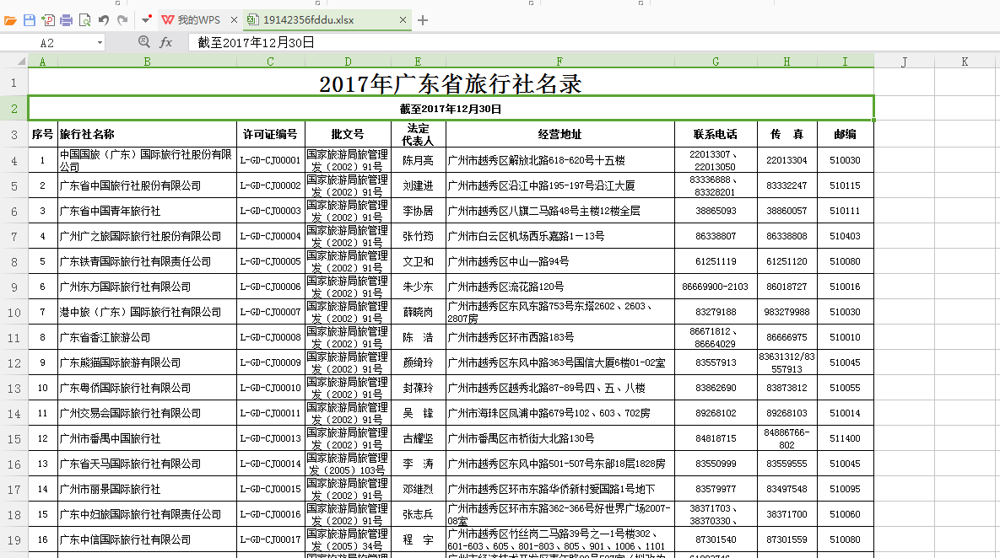 我的WPS
19142356fddu.xlsx
A2 fx 截至2017年12月30日
A B C D E F G H I J K
1 2017年广东省旅行社名录
2 截至2017年12月30日
3 序号 旅行社名称 许可证编号 批文号 法定代表人 经营地址 联系电话 传 真 邮编
4 1 中国国旅（广东）国际旅行社股份有限公司 L-GD-CJ00001 国家旅游局旅管理发（2002）91号 陈月亮 广州市越秀区解放北路618-620号十五楼 22013307、22013050 22013304 510030
5 2 广东省中国旅行社股份有限公司 L-GD-CJ00002 国家旅游局旅管理发（2002）91号 刘建进 广州市越秀区沿江中路195-197号沿江大厦 83336888、83328201 83332247 510115
6 3 广东省中国青年旅行社 L-GD-CJ00003 国家旅游局旅管理发（2002）91号 李协居 广州市越秀区八旗二马路48号主楼12楼全层 38865093 38860057 510111
7 4 广州广之旅国际旅行社股份有限公司 L-GD-CJ00004 国家旅游局旅管理发（2002）91号 张竹筠 广州市白云区机场西乐嘉路1－13号 86338807 86338808 510403
8 5 广东铁青国际旅行社有限责任公司 L-GD-CJ00005 国家旅游局旅管理发（2002）91号 文卫和 广州市越秀区中山一路94号 61251119 61251120 510080
9 6 广州东方国际旅行社有限公司 L-GD-CJ00006 国家旅游局旅管理发（2002）91号 朱少东 广州市越秀区流花路120号 86669900-2103 86018727 510016
10 7 港中旅（广东）国际旅行社有限公司 L-GD-CJ00007 国家旅游局旅管理发（2002）91号 薛晓岗 广州市越秀区东风东路753号东塔2602、2603、2807房 83279188 983279988 510030
11 8 广东省香江旅游公司 L-GD-CJ00008 国家旅游局旅管理发（2002）91号 陈 浩 广州市越秀区环市西路183号 86671812、86664029 86666975 510010
12 9 广东熊猫国际旅游有限公司 L-GD-CJ00009 国家旅游局旅管理发（2002）91号 颜绮玲 广州市越秀区东风中路363号国信大厦6楼01-02室 83557913 83631312/83557913 510045
13 10 广东粤侨国际旅行社有限公司 L-GD-CJ00010 国家旅游局旅管理发（2002）91号 封葆玲 广州市越秀区越秀北路87-89号四、五、八楼 83862690 83873812 510055
14 11 广州交易会国际旅行社有限公司 L-GD-CJ00011 国家旅游局旅管理发（2002）91号 吴 锋 广州市海珠区凤浦中路679号102、603、702房 89268102 89268103 510014
15 12 广州市番禺中国旅行社 L-GD-CJ00013 国家旅游局旅管理发（2002）91号 古耀坚 广州市番禺区市桥街大北路130号 84818715 84886766-802 511400
16 13 广东省天马国际旅行社有限公司 L-GD-CJ00014 国家旅游局旅管理发（2005）103号 李 涛 广州市越秀区东风中路501-507号东部18层1828房 83550999 83559555 510045
17 14 广州市丽景国际旅行社 L-GD-CJ00015 国家旅游局旅管理发（2002）91号 邓维烈 广州市越秀区环市东路华侨新村爱国路1号地下 83579977 83497548 510095
18 15 广东中妇旅国际旅行社有限责任公司 L-GD-CJ00016 国家旅游局旅管理发（2002）91号 张志兵 广州市越秀区环市东路362-366号好世界广场2007-08室 38371703、38370330、 38371700 510060
19 16 广东中信国际旅行社有限公司 L-GD-CJ00017 国家旅游局旅管理发（2005）34号 程 宇 广州市越秀区竹丝岗二马路39号之一1号楼302、601-603、605、801-803、805、901、1006、1101 87301540 87301559 510080